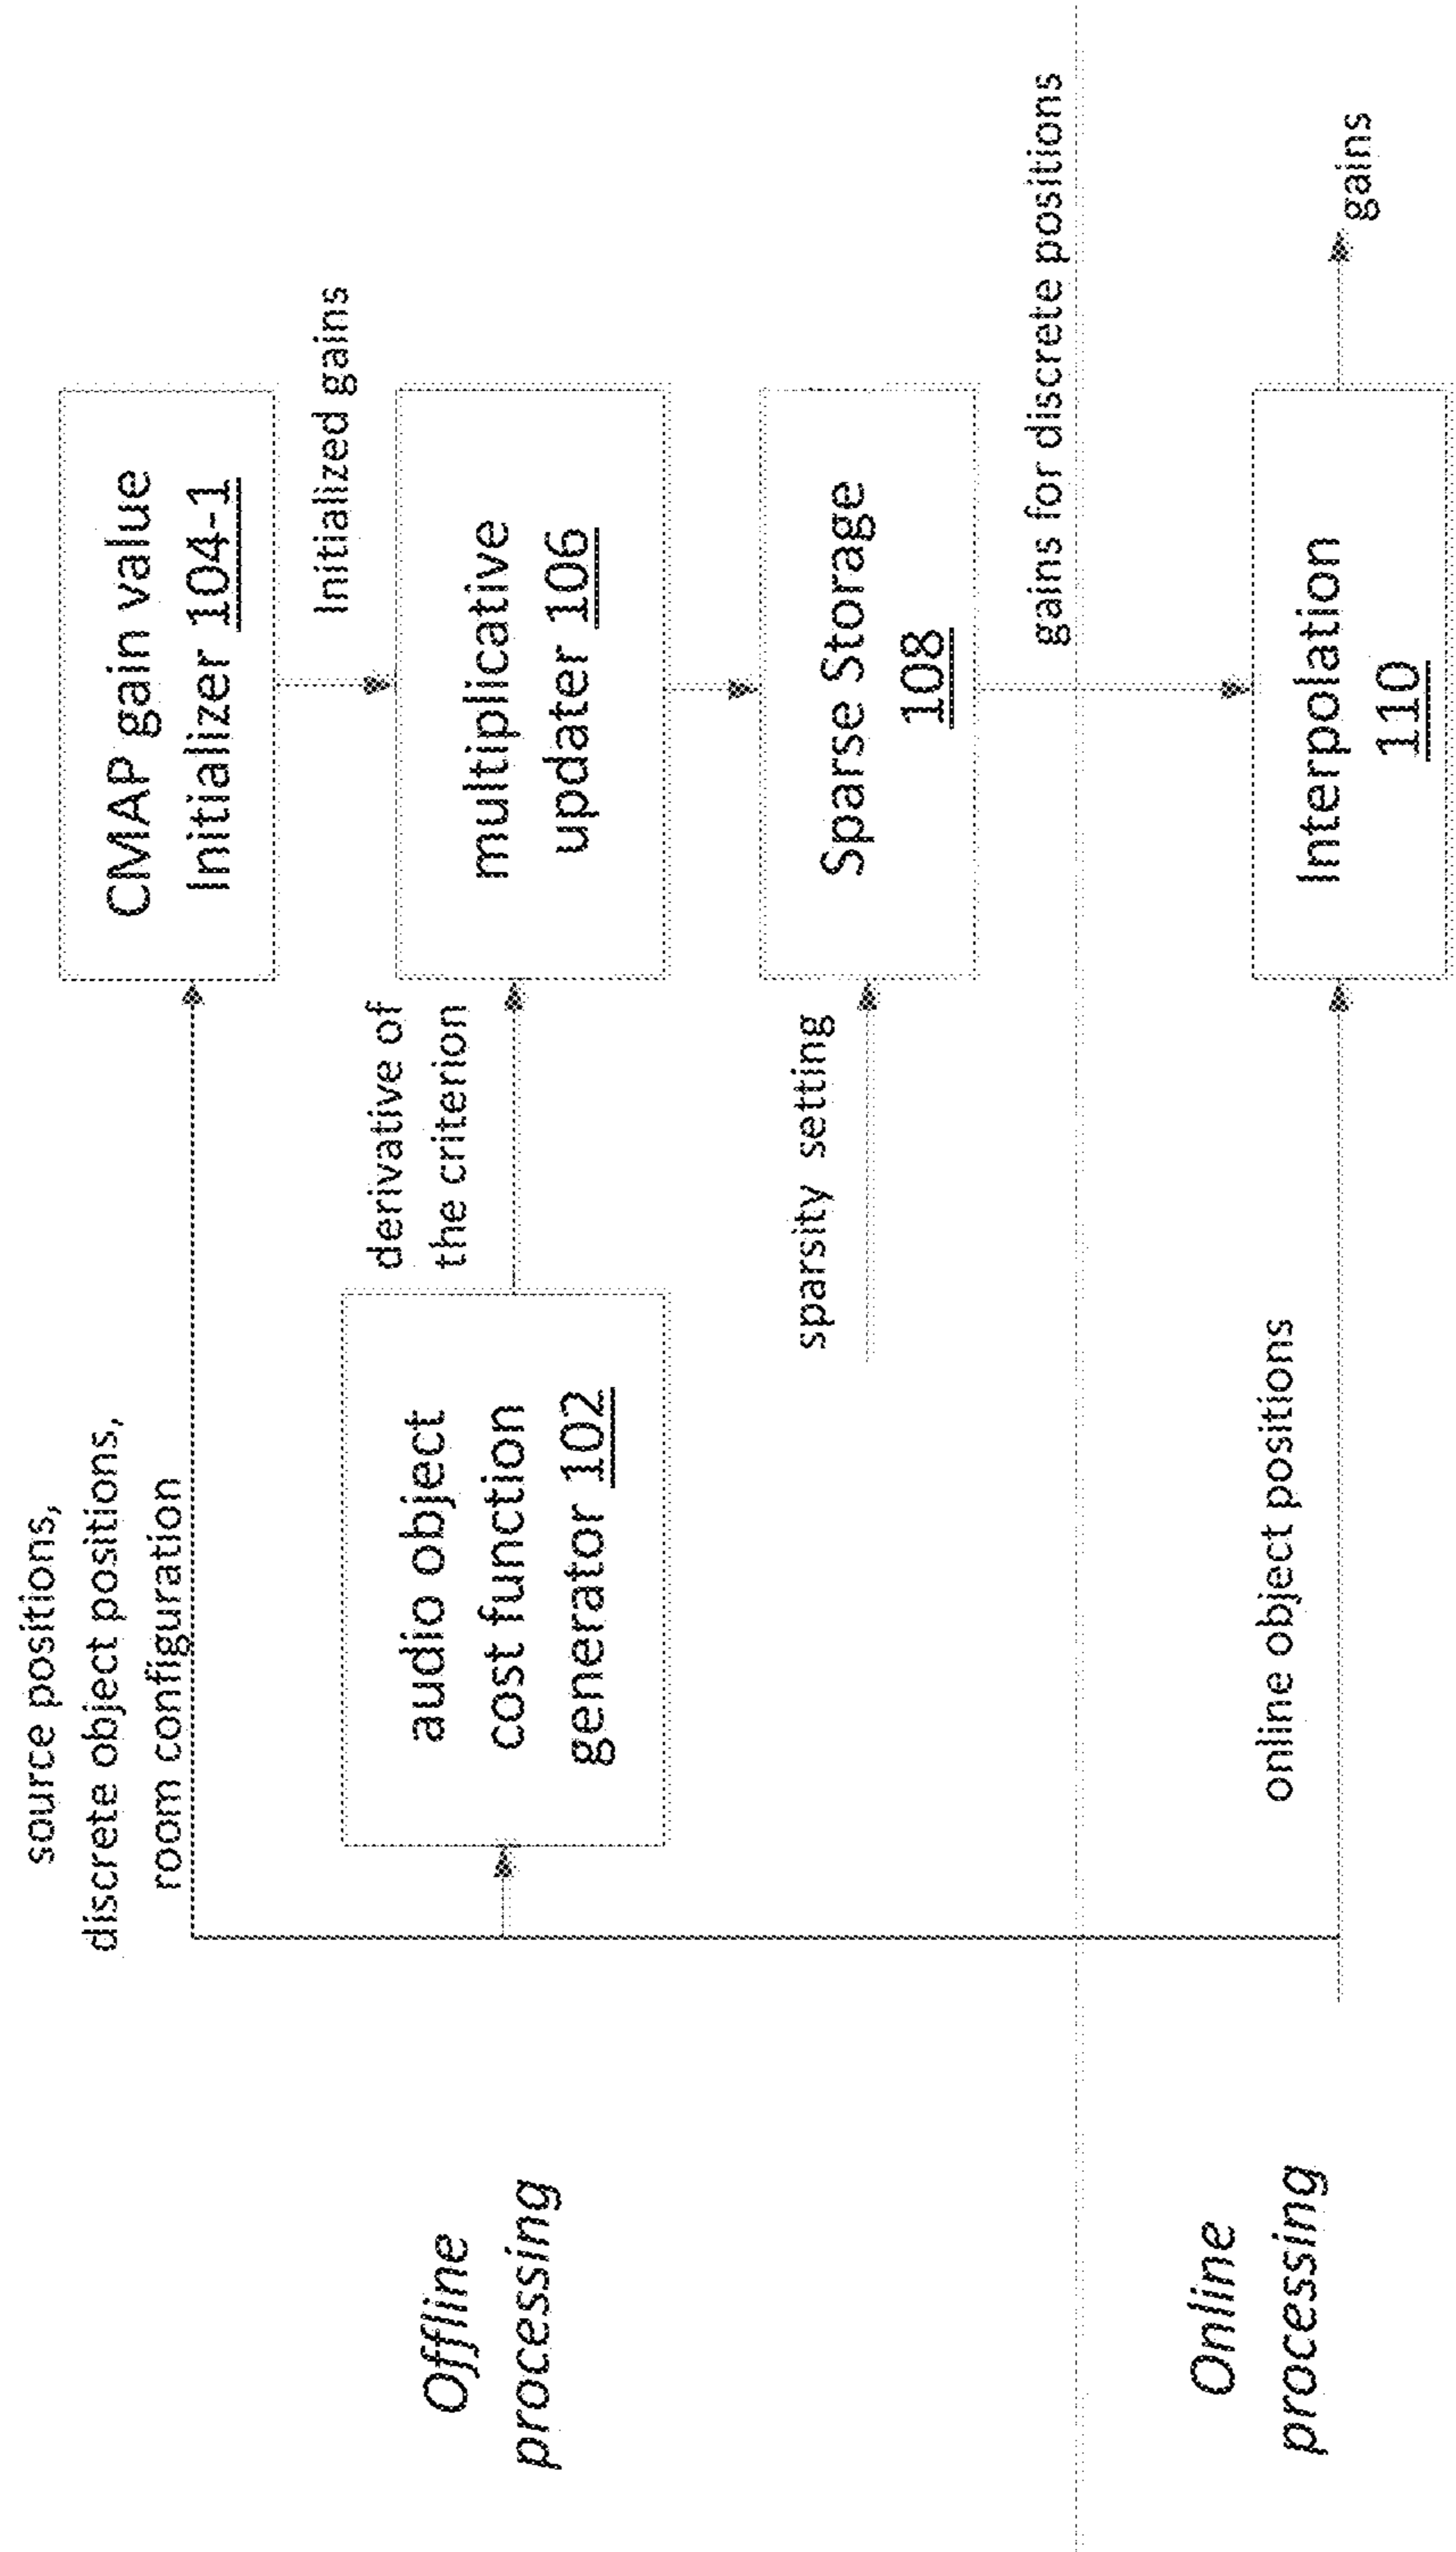 source positions,
discrete object positions,
room configuration
CMAP gain value
Initializer 104-1
Initialized gains
derivative of
the criterion
multiplicative
updater 106
audio object
cost function
generator 102
Offline
processing
sparsity setting
Sparse Storage
108
gains for discrete positions
Online
processing
online object positions
Interpolation
110
gains